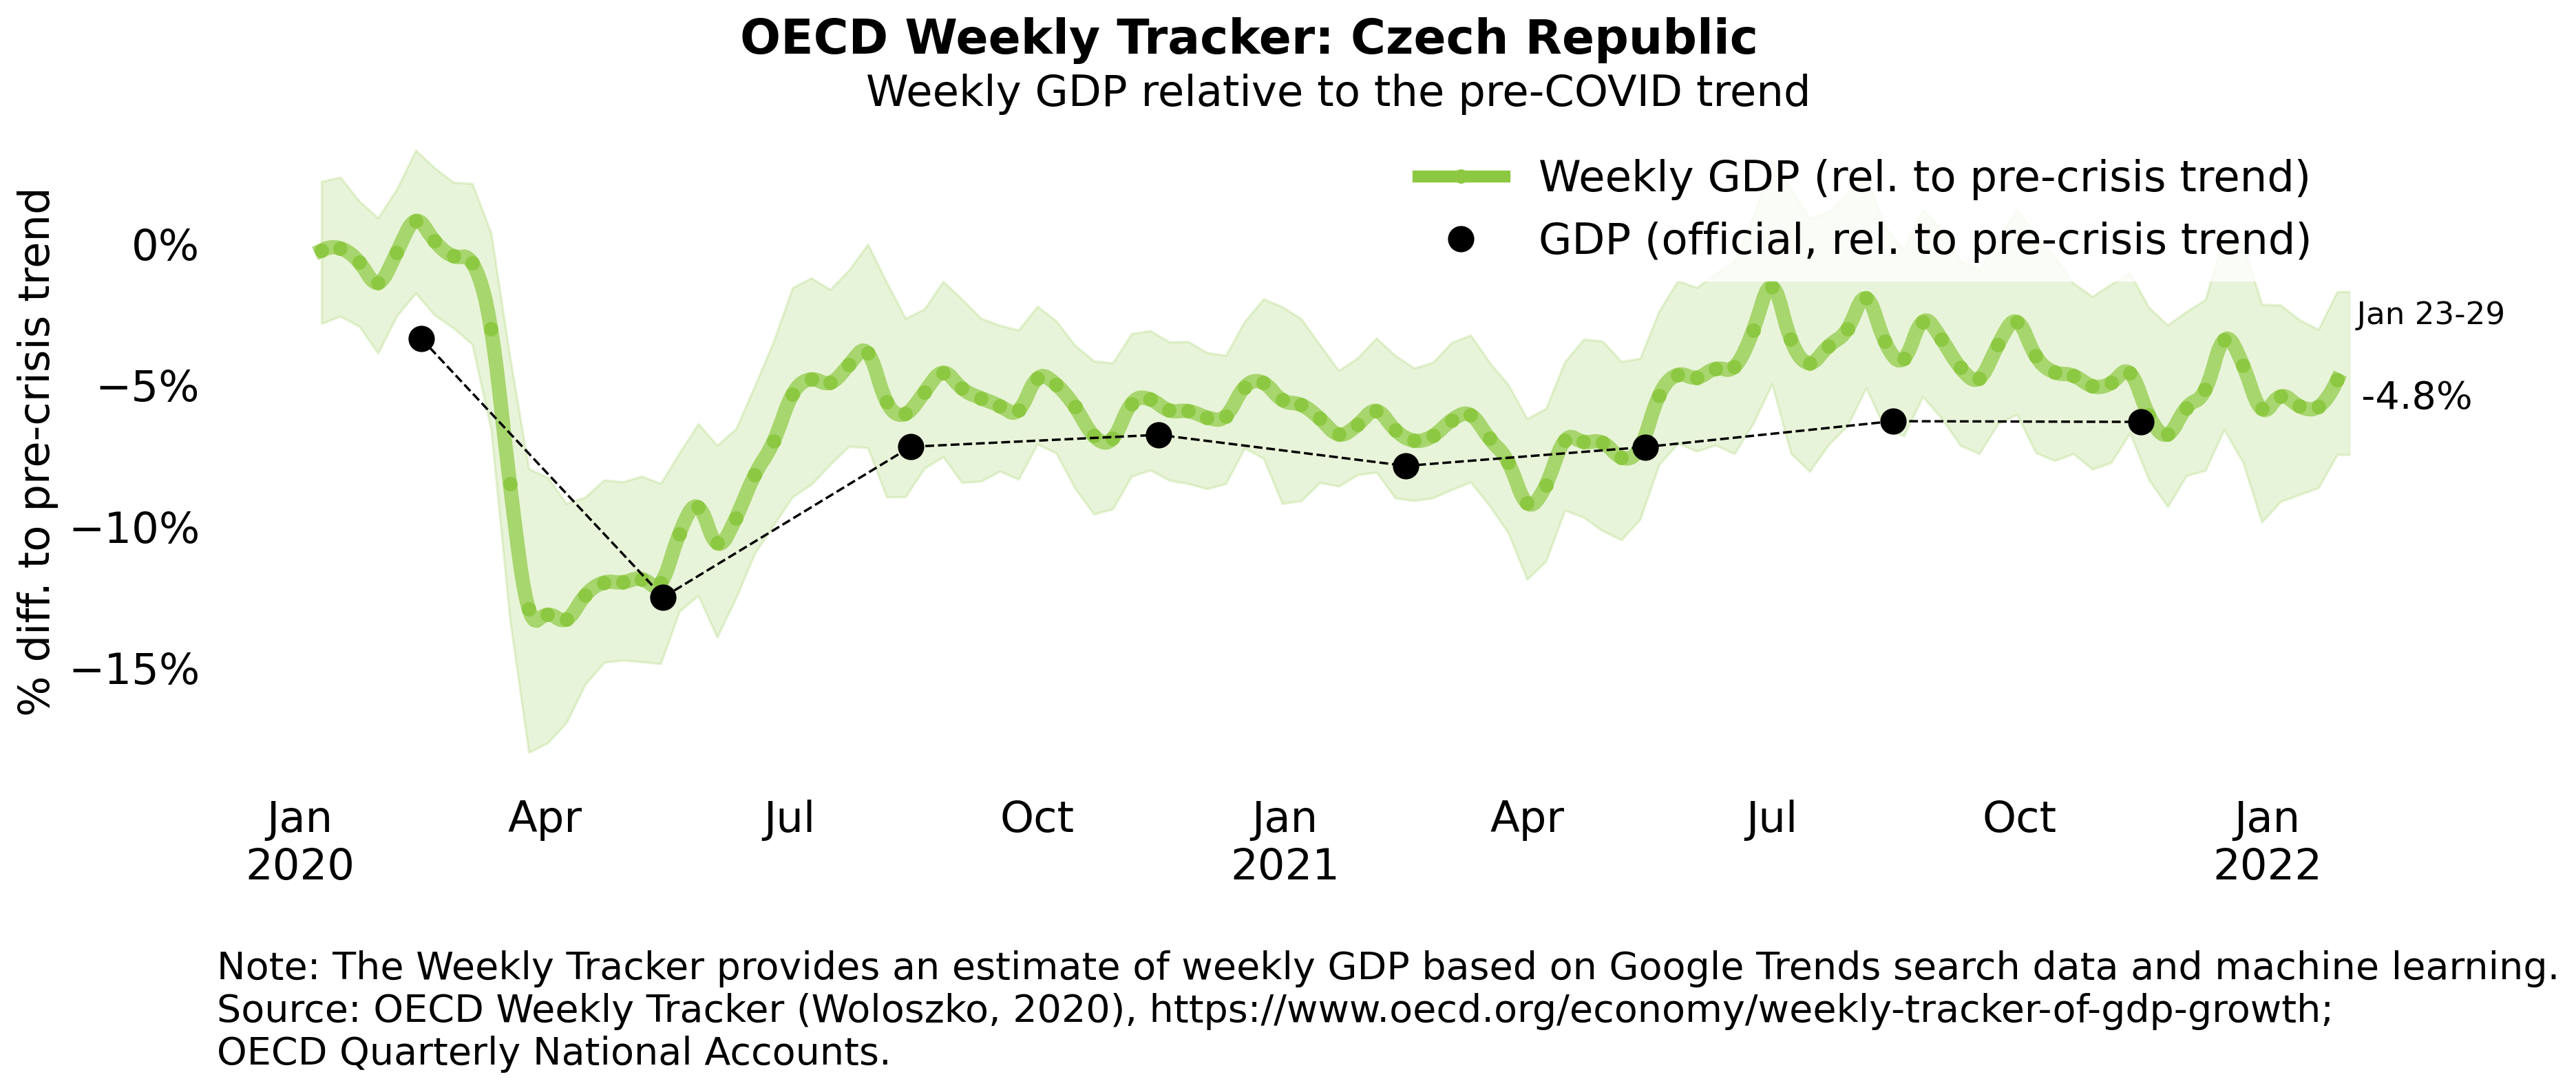 OECD Weekly Tracker: Czech Republic
Weekly GDP relative to the pre-COVID trend
Weekly GDP (rel. to pre-crisis trend)
GDP (official, rel. to pre-crisis trend)
% diff. to pre-crisis trend
0%
−5%
−10%
−15%
Jan 23-29
-4.8%
Jan Apr Jul Oct Jan Apr Jul Oct Jan
2020 2021 2022
Note: The Weekly Tracker provides an estimate of weekly GDP based on Google Trends search data and machine learning.
Source: OECD Weekly Tracker (Woloszko, 2020), https://www.oecd.org/economy/weekly-tracker-of-gdp-growth;
OECD Quarterly National Accounts.